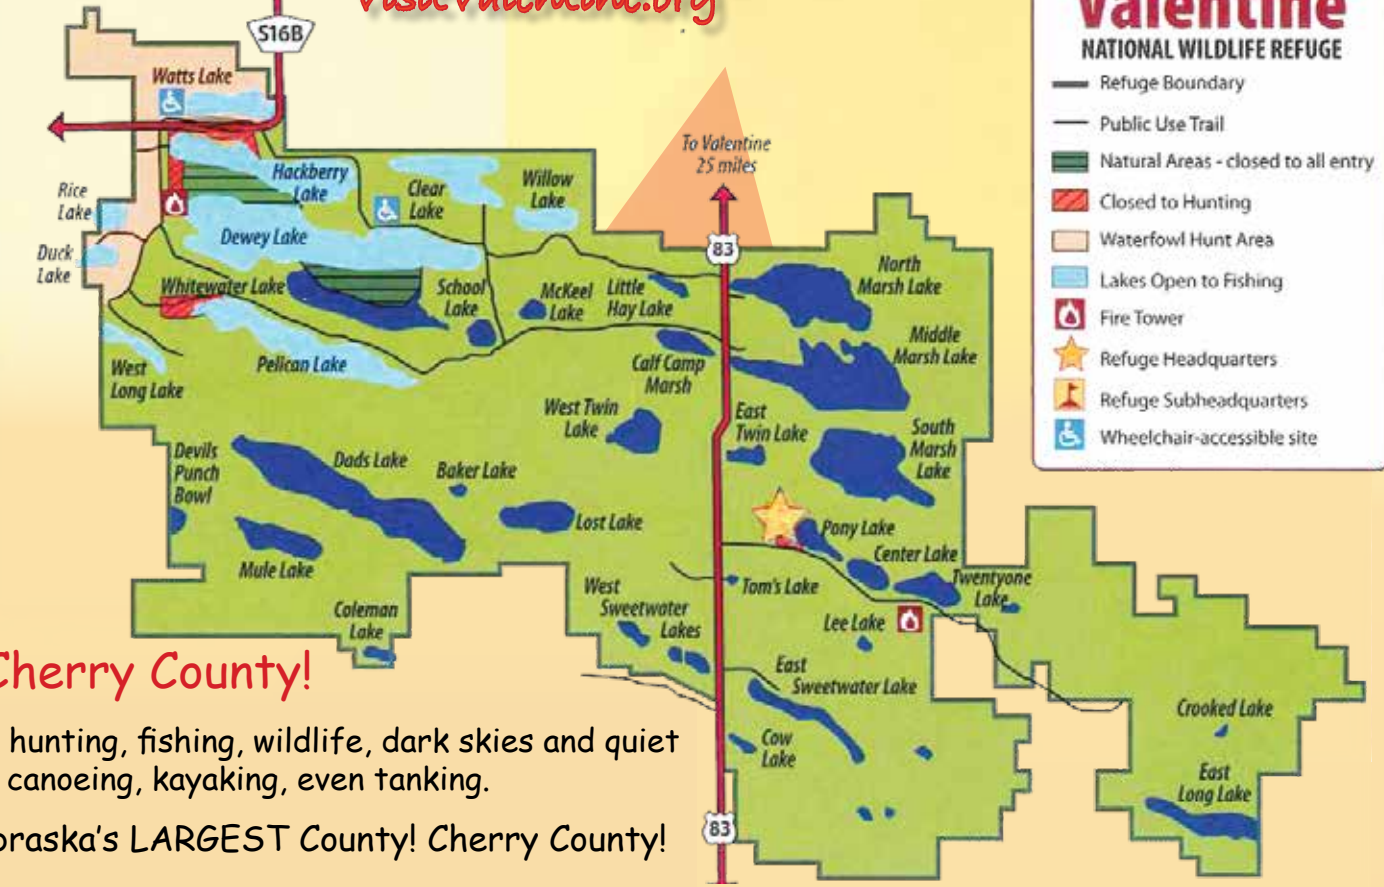 VisitValentine.org
S16B
Valentine
NATIONAL WILDLIFE REFUGE
Refuge Boundary
Public Use Trail
Natural Areas - closed to all entry
Closed to Hunting
Waterfowl Hunt Area
Lakes Open to Fishing
Fire Tower
Refuge Headquarters
Refuge Subheadquarters
Wheelchair-accessible site
Watts Lake
To Valentine
25 miles
Hackberry
Lake
Rice
Lake
Clear
Lake
Willow
Lake
Dewey Lake
Duck
Lake
83
North
Marsh Lake
Whitewater Lake
School
Lake
McKeel
Lake
Little
Hay Lake
Middle
Marsh Lake
West
Long Lake
Pelican Lake
Calf Camp
Marsh
West Twin
Lake
East
Twin Lake
South
Marsh
Lake
Devils
Punch
Bowl
Dads Lake
Baker Lake
Lost Lake
Pony Lake
Center Lake
Mule Lake
Twentyone
Lake
Tom's Lake
West
Sweetwater
Lakes
Coleman
Lake
Lee Lake
East
Sweetwater Lake
Crooked Lake
Cow
Lake
East
Long Lake
83
Cherry County!
hunting, fishing, wildlife, dark skies and quiet
canoeing, kayaking, even tanking.
braska's LARGEST County! Cherry County!